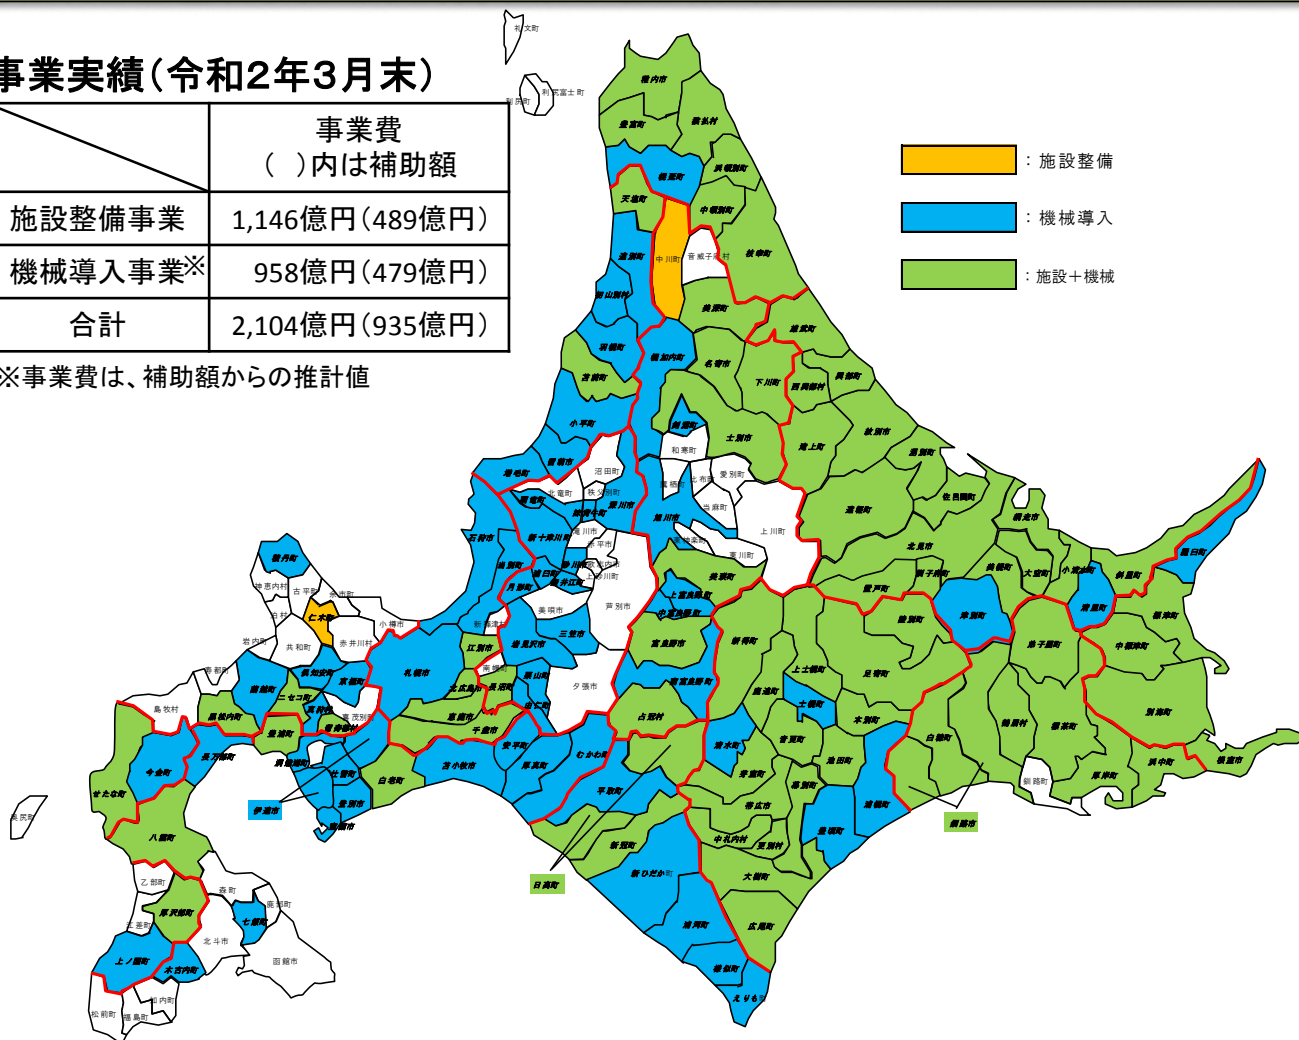 事業実績（令和2年3月末）
事業費
（　）内は補助額
施設整備事業
1,146億円（489億円）
機械導入事業※
958億円（479億円）
合計
2,104億円（935億円）
※事業費は、補助額からの推計値
：施設整備
：機械導入
：施設＋機械
礼文町
利尻富士町
利尻町
稚内市
豊富町
猿払村
浜頓別町
幌延町
天塩町
中頓別町
枝幸町
中川町
音威子府村
遠別町
初山別村
美深町
雄武町
羽幌町
幌加内町
名寄市
下川町
西興部村
興部町
苫前町
小平町
剣淵町
士別市
和寒町
紋別市
滝上町
湧別町
留萌市
増毛町
沼田町
北竜町
秩父別町
愛別町
比布町
鷹栖町
当麻町
上川町
遠軽町
佐呂間町
網走市
雨竜町
妹背牛町
深川市
旭川市
石狩市
新十津川町
滝川市
赤平市
東神楽町
東川町
北見市
羅臼町
当別町
浦臼町
砂川市
歌志内市
上砂川町
奈井江町
月形町
美瑛町
置戸町
訓子府町
美幌町
大空町
小清水町
斜里町
清里町
津別町
標津町
積丹町
神恵内村
古平町
余市町
泊村
仁木町
小樽市
岩内町
共和町
赤井川村
新篠津村
美唄市
芦別市
上富良野町
中富良野町
岩見沢市
三笠市
富良野市
新得町
陸別町
弟子屈町
中標津町
江別市
南幌町
札幌市
寿都町
島牧村
蘭越町
倶知安町
京極町
ニセコ町
真狩村
喜茂別町
留寿都村
黒松内町
豊浦町
北広島市
長沼町
栗山町
由仁町
夕張市
南富良野町
上士幌町
足寄町
鹿追町
士幌町
恵庭市
千歳市
占冠村
本別町
鶴居村
標茶町
別海町
今金町
長万部町
せたな町
洞爺湖町
壮瞥町
伊達市
登別市
室蘭市
白老町
苫小牧市
安平町
厚真町
むかわ町
平取町
清水町
音更町
池田町
芽室町
幕別町
浦幌町
白糠町
釧路町
厚岸町
浜中町
根室市
釧路市
帯広市
豊頃町
奥尻町
八雲町
新冠町
日高町
中札内村
更別村
新ひだか町
大樹町
乙部町
森町
鹿部町
厚沢部町
江差町
七飯町
北斗市
函館市
浦河町
広尾町
上ノ国町
木古内町
様似町
えりも町
知内町
松前町
福島町